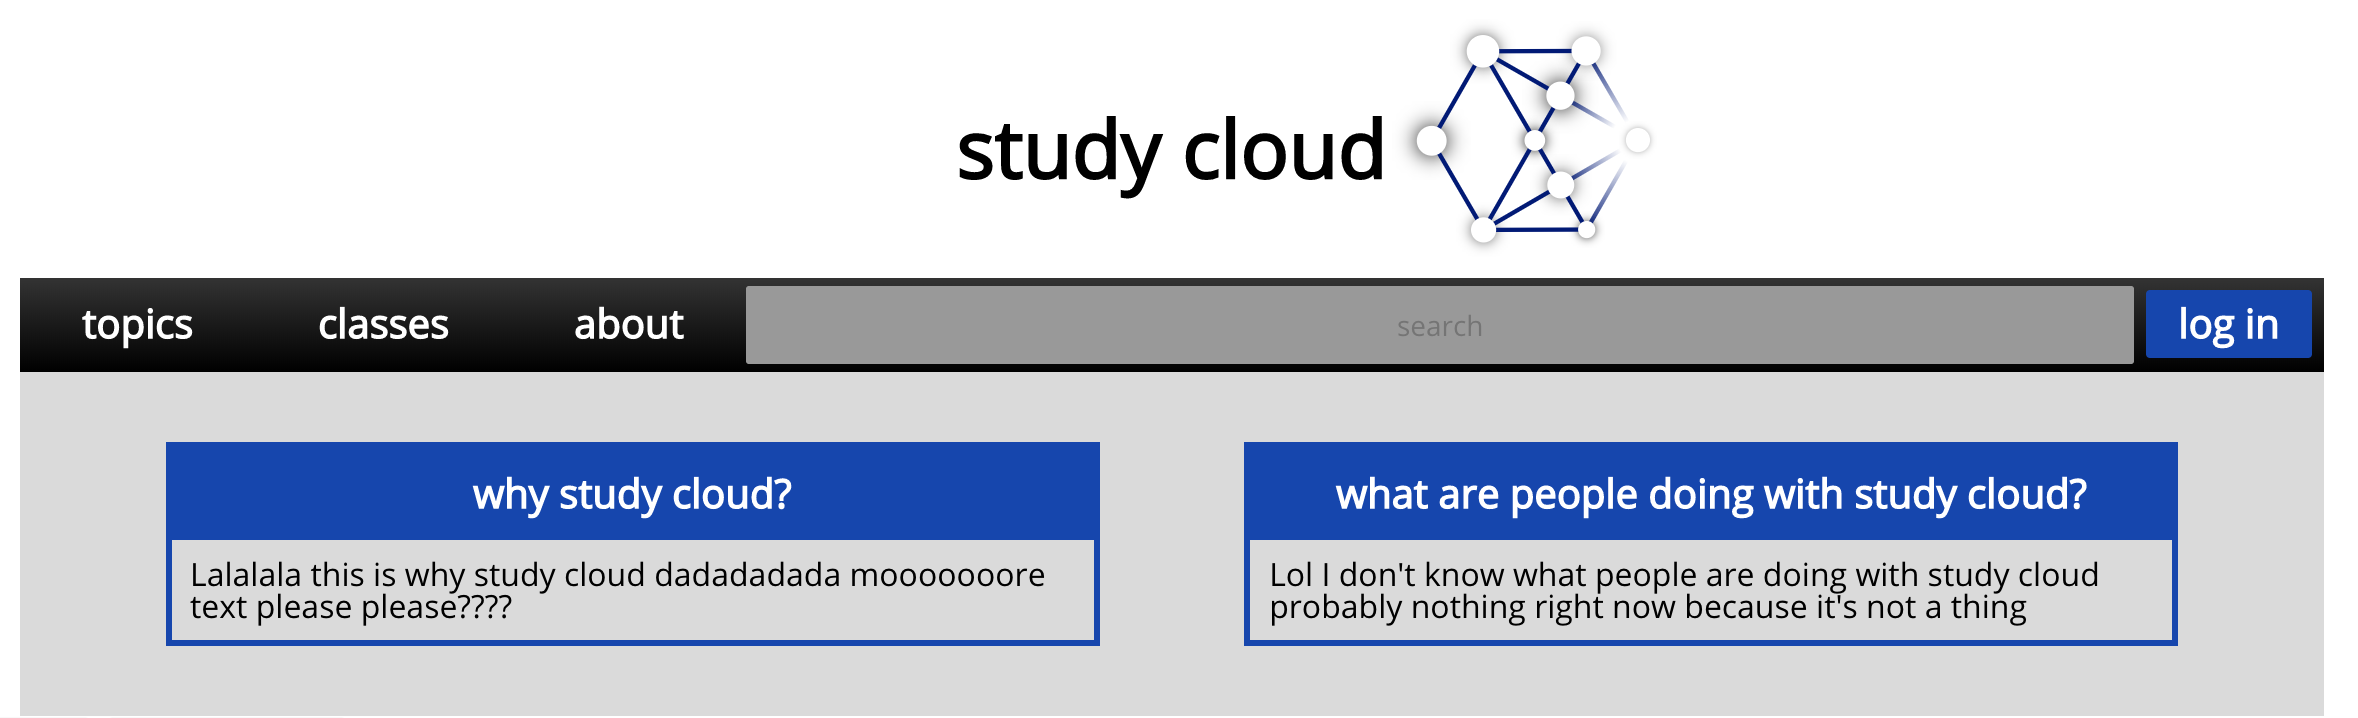 study cloud
topics classes about search log in
why study cloud?
Lalalala this is why study cloud dadadadada mooooooore
text please please????
what are people doing with study cloud?
Lol I don't know what people are doing with study cloud
probably nothing right now because it's not a thing